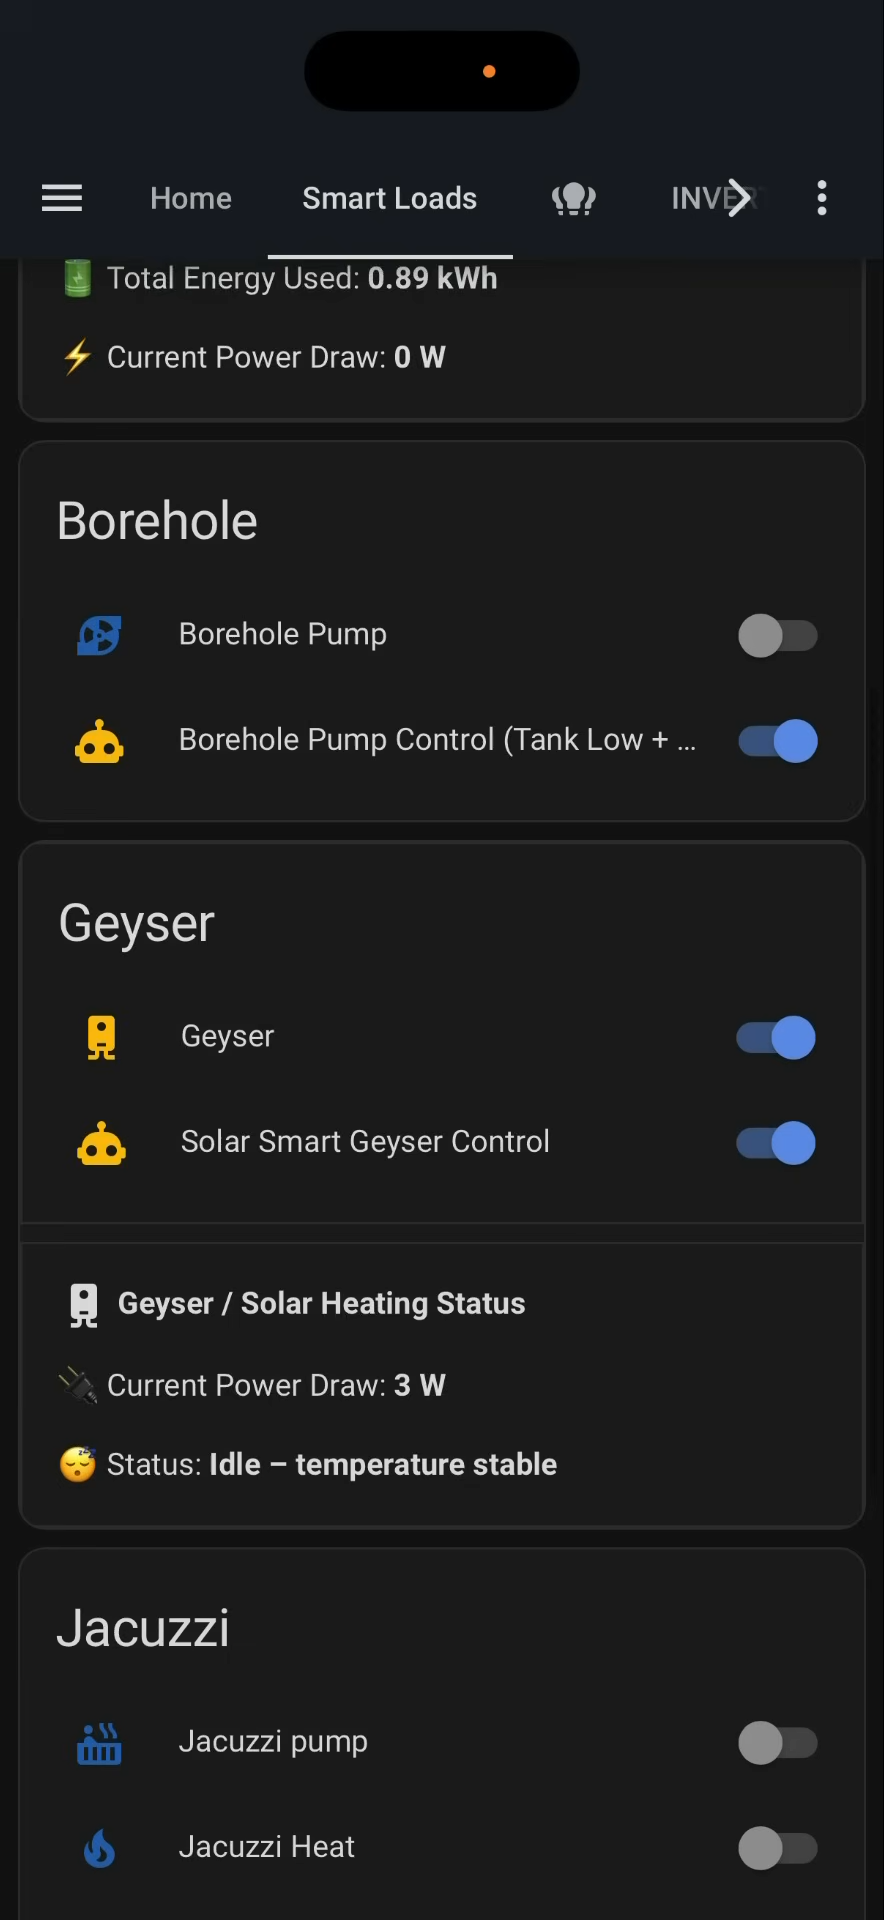 Home
Smart Loads
INVER
Total Energy Used: 0.89 kWh
Current Power Draw: 0 W
Borehole
Borehole Pump
Borehole Pump Control (Tank Low + ...
Geyser
Geyser
Solar Smart Geyser Control
Geyser / Solar Heating Status
Current Power Draw: 3 W
Status: Idle – temperature stable
Jacuzzi
Jacuzzi pump
Jacuzzi Heat